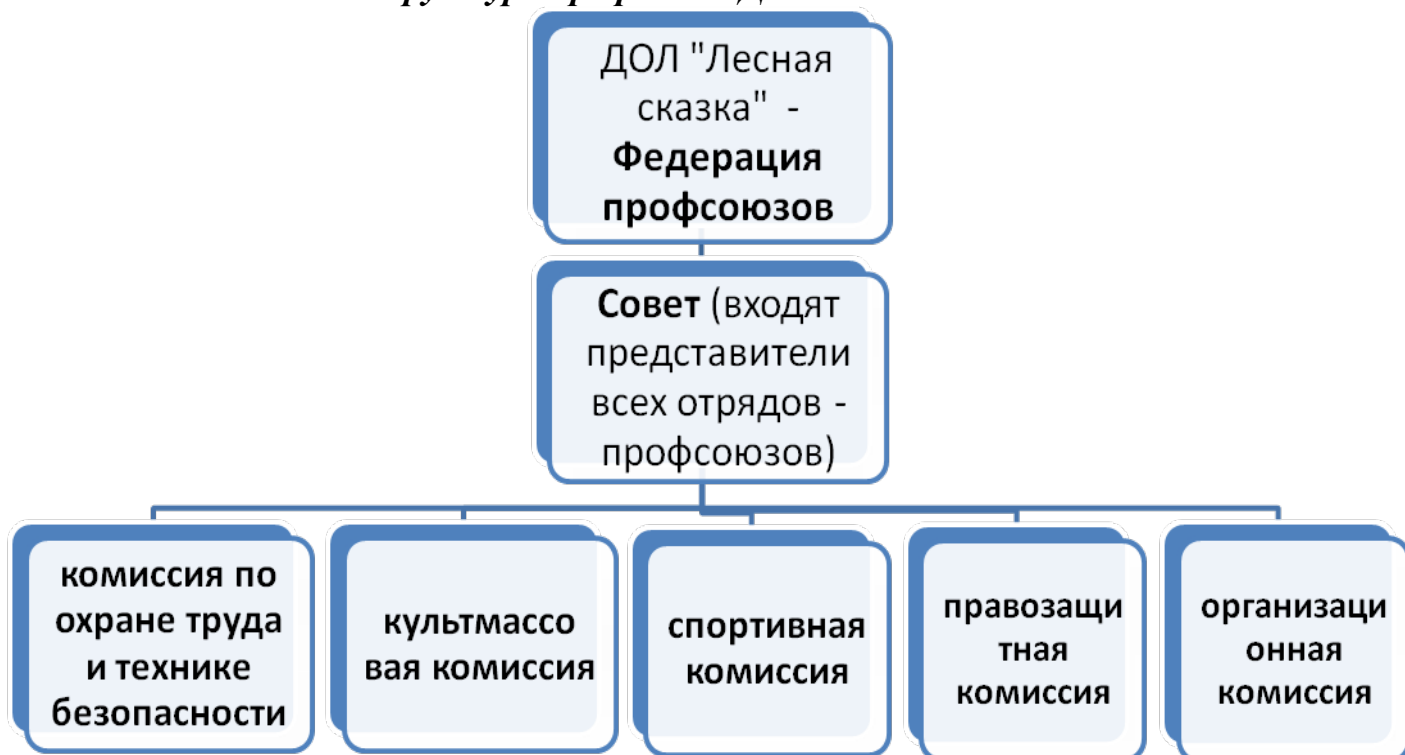 ДОЛ "Лесная
сказка" -
Федерация
профсоюзов
Совет (входят
представители
всех отрядов -
профсоюзов)
комиссия по
охране труда
и технике
безопасности
культмассо
вая комиссия
спортивная
комиссия
правозащи
тная
комиссия
организаци
онная
комиссия